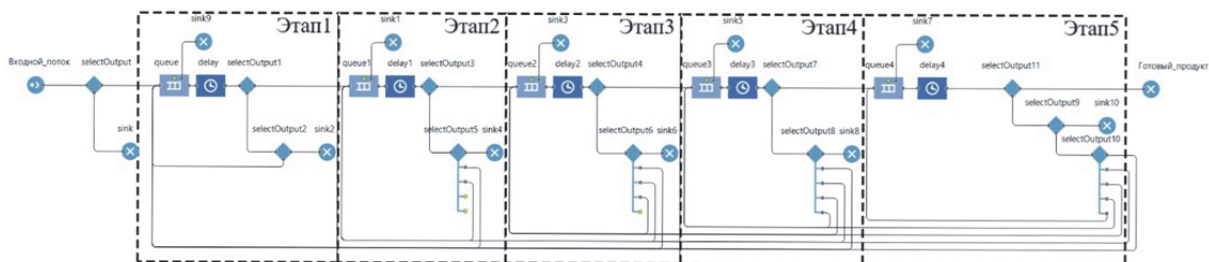 sink9
Этап1
sink1
Этап2
sink3
Этап3
sink5
Этап4
sink7
Этап5
Входной_поток
selectOutput
queue
delay
selectOutput1
queue1
delay1
selectOutput3
queue2
delay2
selectOutput4
queue3
delay3
selectOutput7
queue4
delay4
selectOutput11
Готовый_продукт
selectOutput9
sink10
sink
selectOutput2
sink2
selectOutput5
sink4
selectOutput6
sink6
selectOutput8
sink8
selectOutput10